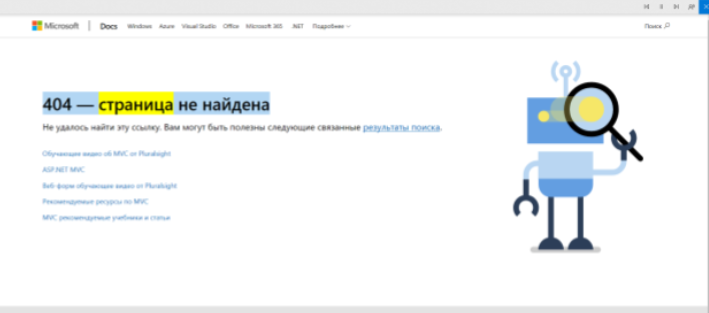 Microsoft | Docs Windows Azure Visual Studio Office Microsoft 365 .NET Подробнее Поиск
404 — страница не найдена
Не удалось найти эту ссылку. Вам могут быть полезны следующие связанные результаты поиска.
Обучающие видео об MVC от Pluralsight
ASP.NET MVC
Веб-форм обучающие видео от Pluralsight
Рекомендуемые ресурсы по MVC
MVC рекомендуемые учебники и статьи